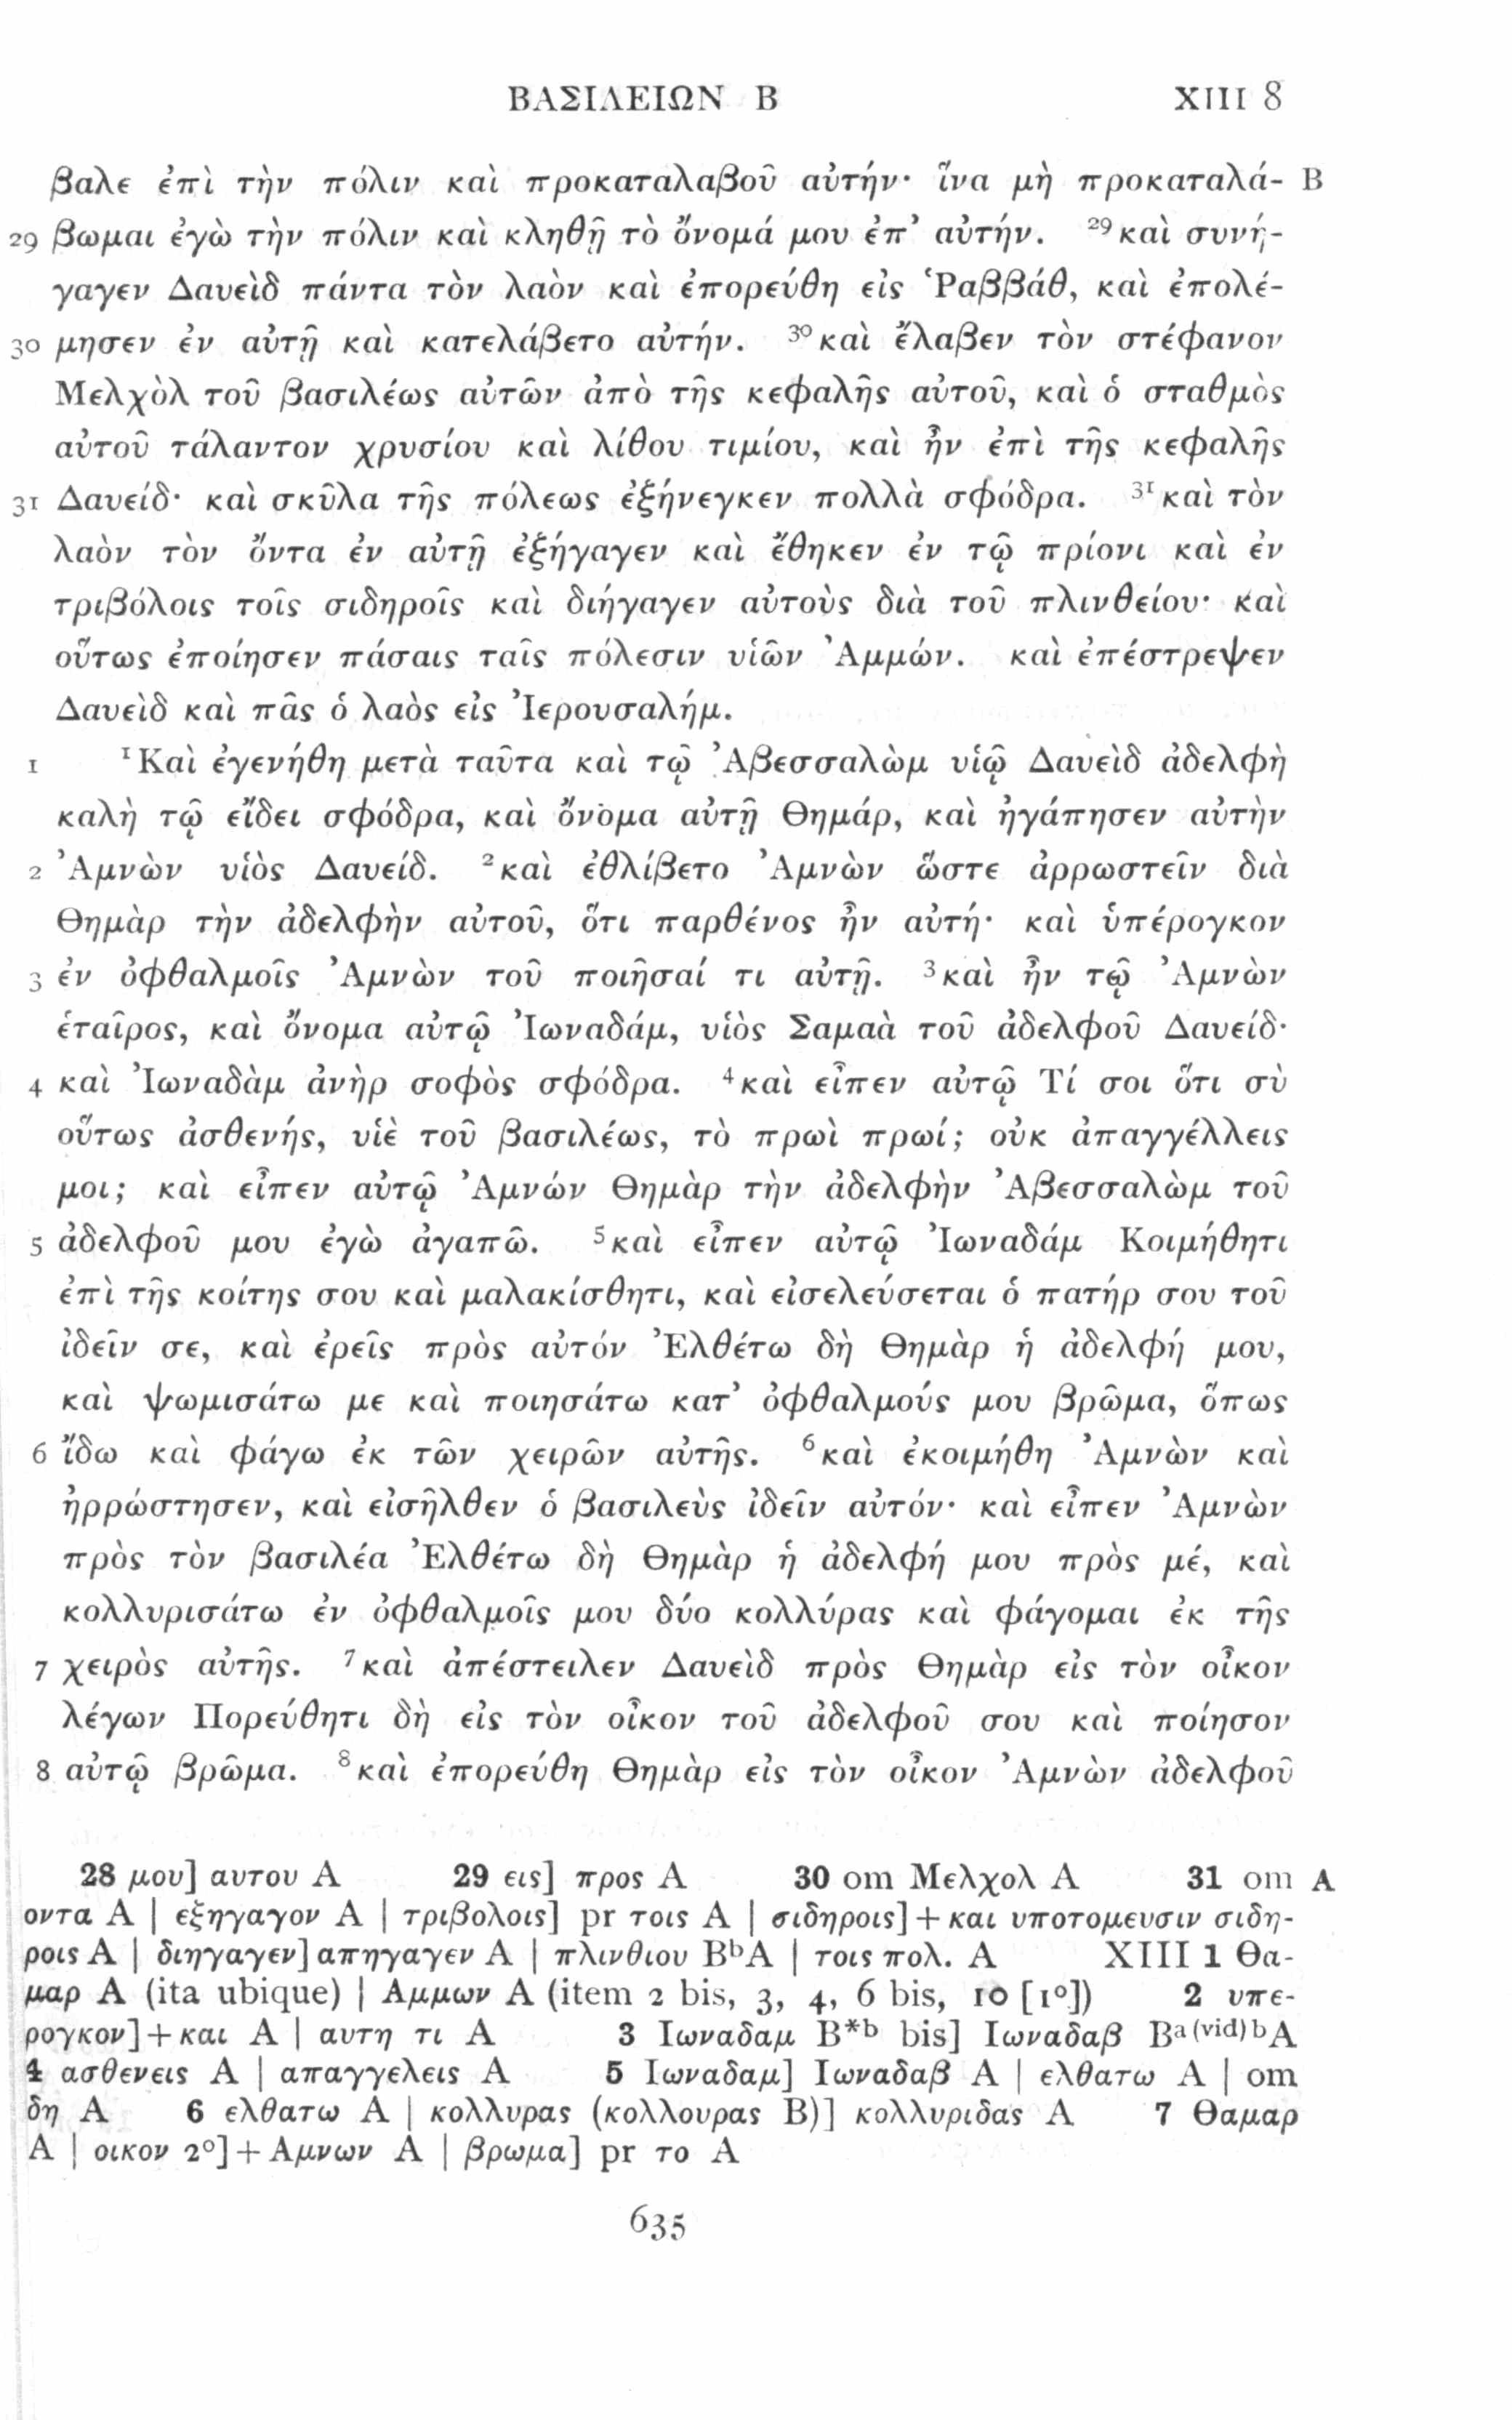 ΒΑΣΙΛΕΙΩΝ Β XIII 8
βαλε ἐπὶ τὴν πόλιν καὶ προκαταλαβοῦ αὐτήν· ἵνα μὴ προκαταλά- B
29 βωμαι ἐγὼ τὴν πόλιν καὶ κληθῇ τὸ ὄνομά μου ἐπ’ αὐτήν. ²⁹καὶ συνή-
γαγεν Δαυεὶδ πάντα τὸν λαὸν καὶ ἐπορεύθη εἰς Ῥαββάθ, καὶ ἐπολέ-
30 μησεν ἐν αὐτῇ καὶ κατελάβετο αὐτήν. ³⁰καὶ ἔλαβεν τὸν στέφανον
Μελχὸλ τοῦ βασιλέως αὐτῶν ἀπὸ τῆς κεφαλῆς αὐτοῦ, καὶ ὁ σταθμὸς
αὐτοῦ τάλαντον χρυσίου καὶ λίθου τιμίου, καὶ ἦν ἐπὶ τῆς κεφαλῆς
31 Δαυείδ· καὶ σκῦλα τῆς πόλεως ἐξήνεγκεν πολλὰ σφόδρα. ³¹καὶ τὸν
λαὸν τὸν ὄντα ἐν αὐτῇ ἐξήγαγεν καὶ ἔθηκεν ἐν τῷ πρίονι καὶ ἐν
τριβόλοις τοῖς σιδηροῖς καὶ διήγαγεν αὐτοὺς διὰ τοῦ πλινθείου· καὶ
οὕτως ἐποίησεν πάσαις ταῖς πόλεσιν υἱῶν Ἀμμών. καὶ ἐπέστρεψεν
Δαυεὶδ καὶ πᾶς ὁ λαὸς εἰς Ἰερουσαλήμ.
1 ¹Καὶ ἐγενήθη μετὰ ταῦτα καὶ τῷ Ἀβεσσαλὼμ υἱῷ Δαυεὶδ ἀδελφὴ
καλὴ τῷ εἴδει σφόδρα, καὶ ὄνομα αὐτῇ Θημάρ, καὶ ἠγάπησεν αὐτὴν
2 Ἀμνὼν υἱὸς Δαυείδ. ²καὶ ἐθλίβετο Ἀμνὼν ὥστε ἀρρωστεῖν διὰ
Θημὰρ τὴν ἀδελφὴν αὐτοῦ, ὅτι παρθένος ἦν αὐτή· καὶ ὑπέρογκον
3 ἐν ὀφθαλμοῖς Ἀμνὼν τοῦ ποιῆσαί τι αὐτῇ. ³καὶ ἦν τῷ Ἀμνὼν
ἑταῖρος, καὶ ὄνομα αὐτῷ Ἰωναδάμ, υἱὸς Σαμαὰ τοῦ ἀδελφοῦ Δαυείδ·
4 καὶ Ἰωναδὰμ ἀνὴρ σοφὸς σφόδρα. ⁴καὶ εἶπεν αὐτῷ Τί σοι ὅτι σὺ
οὕτως ἀσθενής, υἱὲ τοῦ βασιλέως, τὸ πρωὶ πρωί; οὐκ ἀπαγγέλλεις
μοι; καὶ εἶπεν αὐτῷ Ἀμνών Θημὰρ τὴν ἀδελφὴν Ἀβεσσαλὼμ τοῦ
5 ἀδελφοῦ μου ἐγὼ ἀγαπῶ. ⁵καὶ εἶπεν αὐτῷ Ἰωναδάμ Κοιμήθητι
ἐπὶ τῆς κοίτης σου καὶ μαλακίσθητι, καὶ εἰσελεύσεται ὁ πατήρ σου τοῦ
ἰδεῖν σε, καὶ ἐρεῖς πρὸς αὐτόν Ἐλθέτω δὴ Θημὰρ ἡ ἀδελφή μου,
καὶ ψωμισάτω με καὶ ποιησάτω κατ’ ὀφθαλμούς μου βρῶμα, ὅπως
6 ἴδω καὶ φάγω ἐκ τῶν χειρῶν αὐτῆς. ⁶καὶ ἐκοιμήθη Ἀμνὼν καὶ
ἠρρώστησεν, καὶ εἰσῆλθεν ὁ βασιλεὺς ἰδεῖν αὐτόν· καὶ εἶπεν Ἀμνὼν
πρὸς τὸν βασιλέα Ἐλθέτω δὴ Θημὰρ ἡ ἀδελφή μου πρὸς μέ, καὶ
κολλυρισάτω ἐν ὀφθαλμοῖς μου δύο κολλύρας καὶ φάγομαι ἐκ τῆς
7 χειρὸς αὐτῆς. ⁷καὶ ἀπέστειλεν Δαυεὶδ πρὸς Θημὰρ εἰς τὸν οἶκον
λέγων Πορεύθητι δὴ εἰς τὸν οἶκον τοῦ ἀδελφοῦ σου καὶ ποίησον
8 αὐτῷ βρῶμα. ⁸καὶ ἐπορεύθη Θημὰρ εἰς τὸν οἶκον Ἀμνὼν ἀδελφοῦ
28 μου] αυτου A 29 εις] προς A 30 om Μελχολ A 31 om A
οντα A | εξηγαγον A | τριβολοις] pr τοις A | σιδηροις] + και υποτομευσιν σιδη-
ροις A | διηγαγεν] απηγαγεν A | πλινθιου BᵇA | τοις πολ. A XIII 1 Θα-
μαρ A (ita ubique) | Αμμων A (item 2 bis, 3, 4, 6 bis, 10 [1º]) 2 υπε-
ρογκον] + και A | αυτη τι A 3 Ιωναδαμ B*ᵇ bis] Ιωναδαβ Bᵃ⁽ᵛⁱᵈ⁾ᵇA
4 ασθενεις A | απαγγελεις A 5 Ιωναδαμ] Ιωναδαβ A | ελθατω A | om
δη A 6 ελθατω A | κολλυρας (κολλουρας B)] κολλυριδας A 7 Θαμαρ
A | οικον 2º] + Αμνων A | βρωμα] pr το A
635